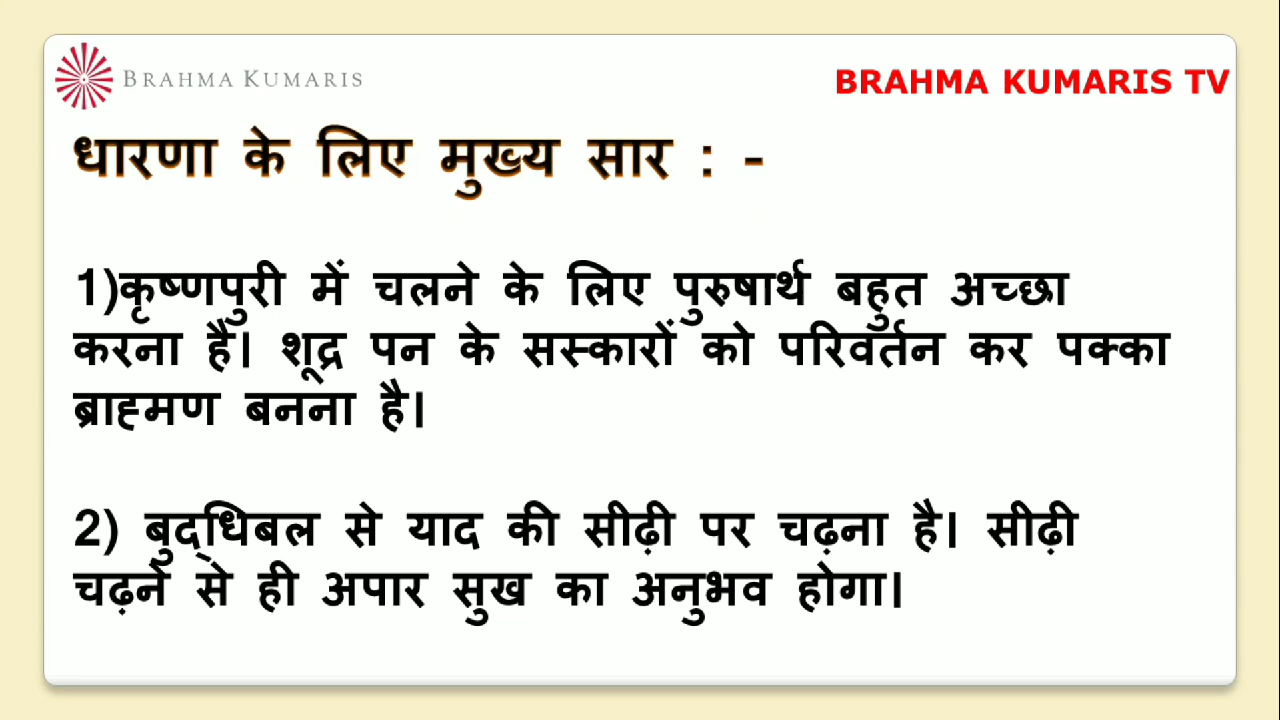 BRAHMA KUMARIS
BRAHMA KUMARIS TV
धारणा के लिए मुख्य सार : -
1)कृष्णपुरी में चलने के लिए पुरुषार्थ बहुत अच्छा
करना है। शूद्र पन के सस्कारों को परिवर्तन कर पक्का
ब्राह्मण बनना है।
2) बुद्धिबल से याद की सीढ़ी पर चढ़ना है। सीढ़ी
चढ़ने से ही अपार सुख का अनुभव होगा।